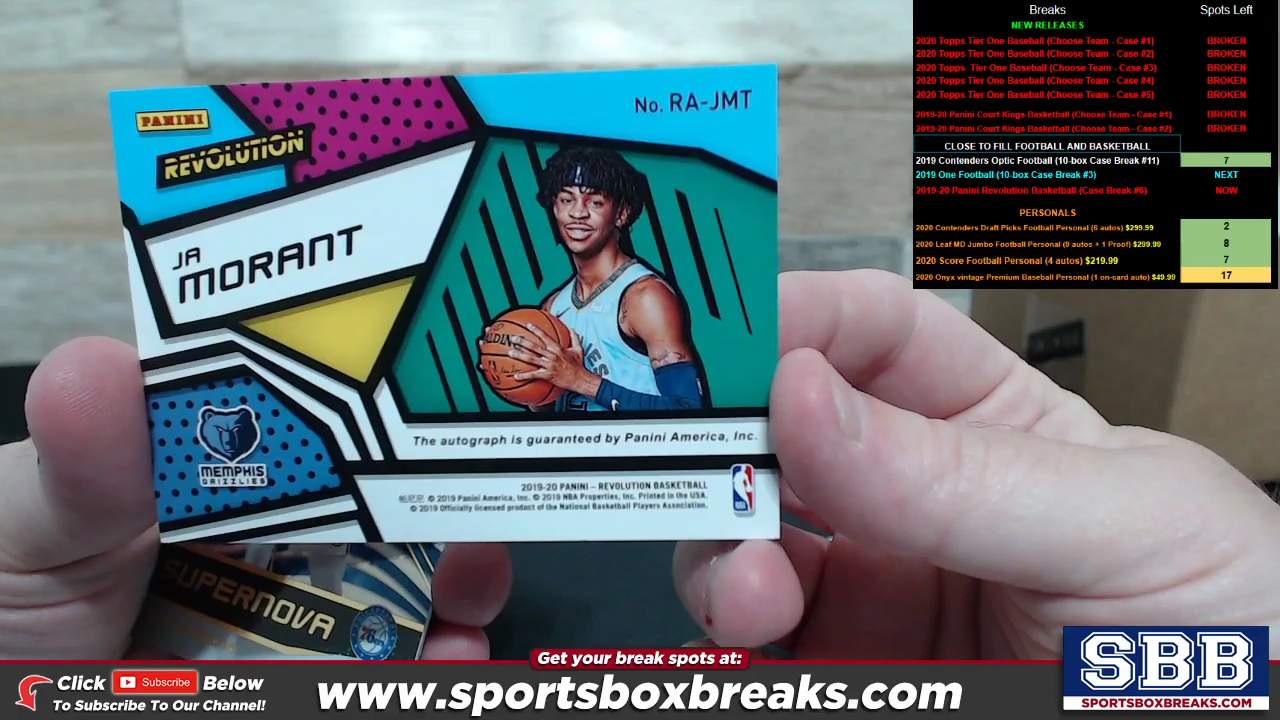 PANINI
REVOLUTION
No. RA-JMT
JA
MORANT
MEMPHIS
GRIZZLIES
SPALDING
The autograph is guaranteed by Panini America, Inc.
2019-20 PANINI – REVOLUTION BASKETBALL
© 2019 Panini America, Inc. © 2019 NBA Properties, Inc. Printed in the USA.
© 2019 Officially licensed product of the National Basketball Players Association.
SUPERNOVA
76ers
Breaks Spots Left
NEW RELEASES
2020 Topps Tier One Baseball (Choose Team - Case #1) BROKEN
2020 Topps Tier One Baseball (Choose Team - Case #2) BROKEN
2020 Topps Tier One Baseball (Choose Team - Case #3) BROKEN
2020 Topps Tier One Baseball (Choose Team - Case #4) BROKEN
2020 Topps Tier One Baseball (Choose Team - Case #5) BROKEN
2019-20 Panini Court Kings Basketball (Choose Team - Case #1) BROKEN
2019-20 Panini Court Kings Basketball (Choose Team - Case #2) BROKEN
CLOSE TO FILL FOOTBALL AND BASKETBALL
2019 Contenders Optic Football (10-box Case Break #11) 7
2019 One Football (10-box Case Break #3) NEXT
2019-20 Panini Revolution Basketball (Case Break #6) NOW
PERSONALS
2020 Contenders Draft Picks Football Personal (6 autos) $299.99 2
2020 Leaf MD Jumbo Football Personal (9 autos + 1 Proof) $299.99 8
2020 Score Football Personal (4 autos) $219.99 7
2020 Onyx vintage Premium Baseball Personal (1 on-card auto) $49.99 17
Get your break spots at:
Click Subscribe Below
To Subscribe To Our Channel!
www.sportsboxbreaks.com
SBB
SPORTSBOXBREAKS.COM